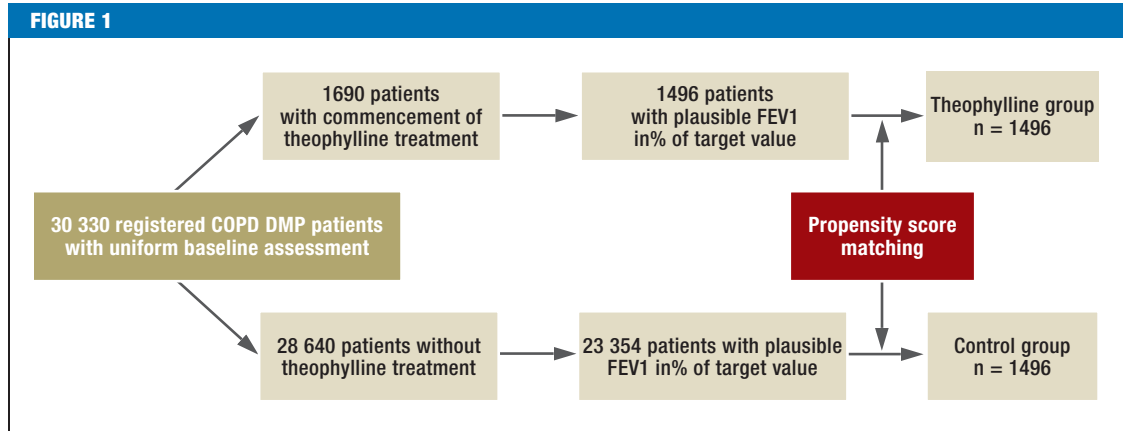 FIGURE 1
1690 patients
with commencement of
theophylline treatment
1496 patients
with plausible FEV1
in% of target value
Theophylline group
n = 1496
30 330 registered COPD DMP patients
with uniform baseline assessment
Propensity score
matching
28 640 patients without
theophylline treatment
23 354 patients with plausible
FEV1 in% of target value
Control group
n = 1496